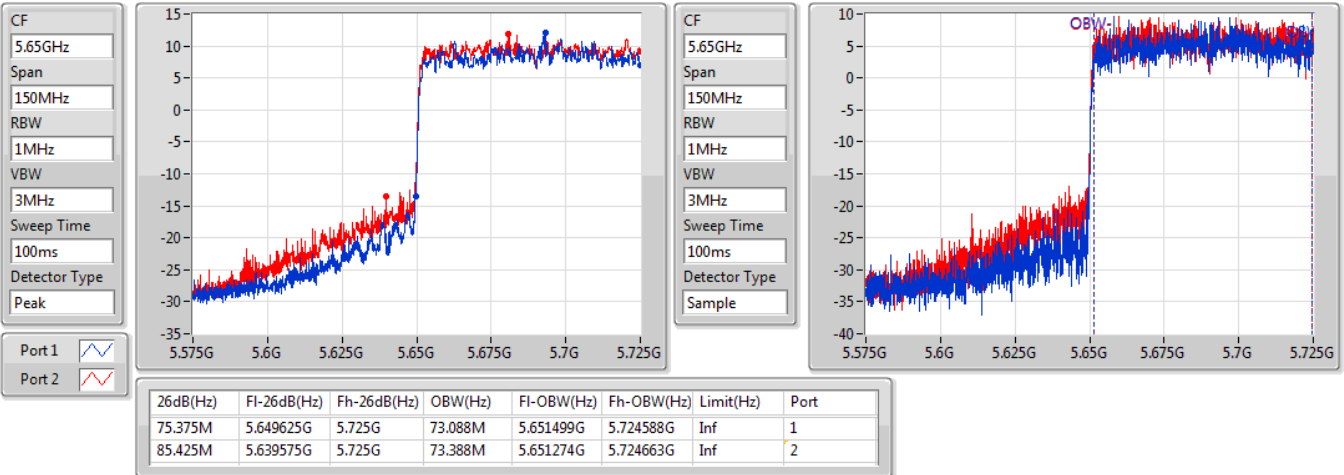 CF
5.65GHz
Span
150MHz
RBW
1MHz
VBW
3MHz
Sweep Time
100ms
Detector Type
Peak
Port 1
Port 2
15
10
5
0
-5
-10
-15
-20
-25
-30
-35
5.575G 5.6G 5.625G 5.65G 5.675G 5.7G 5.725G
CF
5.65GHz
Span
150MHz
RBW
1MHz
VBW
3MHz
Sweep Time
100ms
Detector Type
Sample
OBW
10
5
0
-5
-10
-15
-20
-25
-30
-35
-40
5.575G 5.6G 5.625G 5.65G 5.675G 5.7G 5.725G
26dB(Hz) Fl-26dB(Hz) Fh-26dB(Hz) OBW(Hz) Fl-OBW(Hz) Fh-OBW(Hz) Limit(Hz) Port
75.375M 5.649625G 5.725G 73.088M 5.651499G 5.724588G Inf 1
85.425M 5.639575G 5.725G 73.388M 5.651274G 5.724663G Inf 2